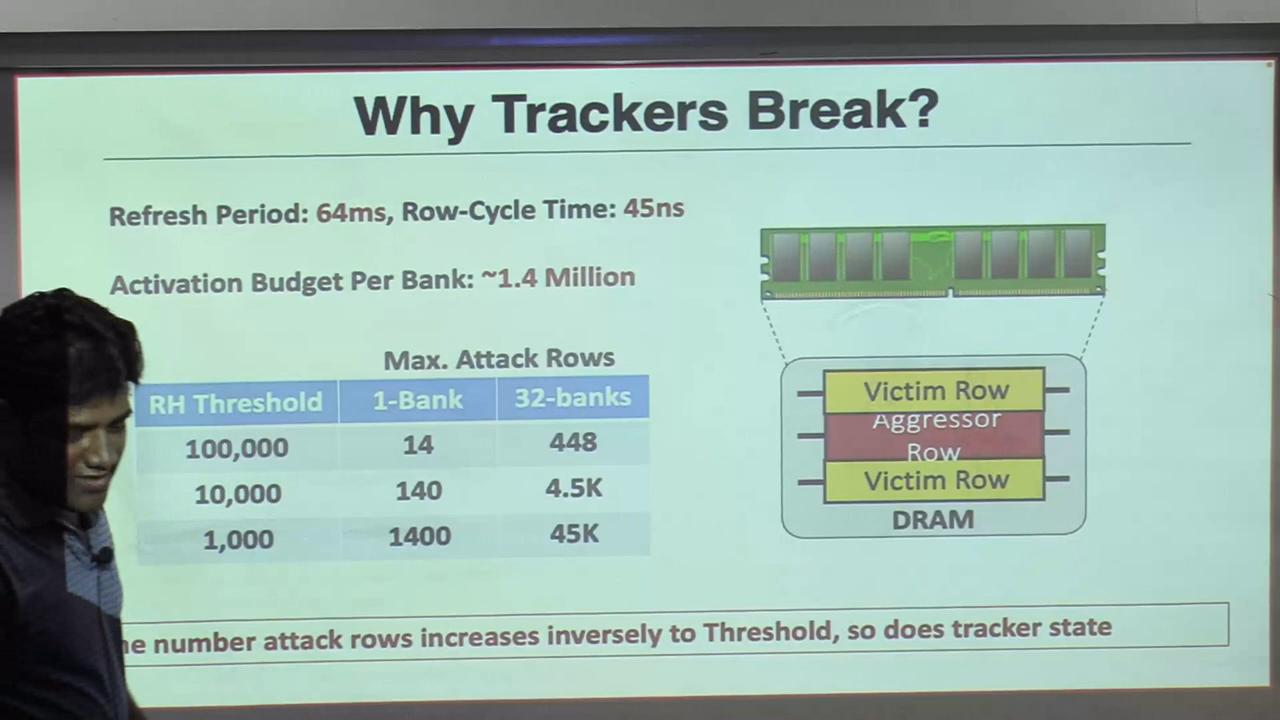 Why Trackers Break?
Refresh Period: 64ms, Row-Cycle Time: 45ns
Activation Budget Per Bank: ~1.4 Million
Max. Attack Rows
RH Threshold 1-Bank 32-banks
100,000 14 448
10,000 140 4.5K
1,000 1400 45K
Victim Row
Aggressor
Row
Victim Row
DRAM
number attack rows increases inversely to Threshold, so does tracker state